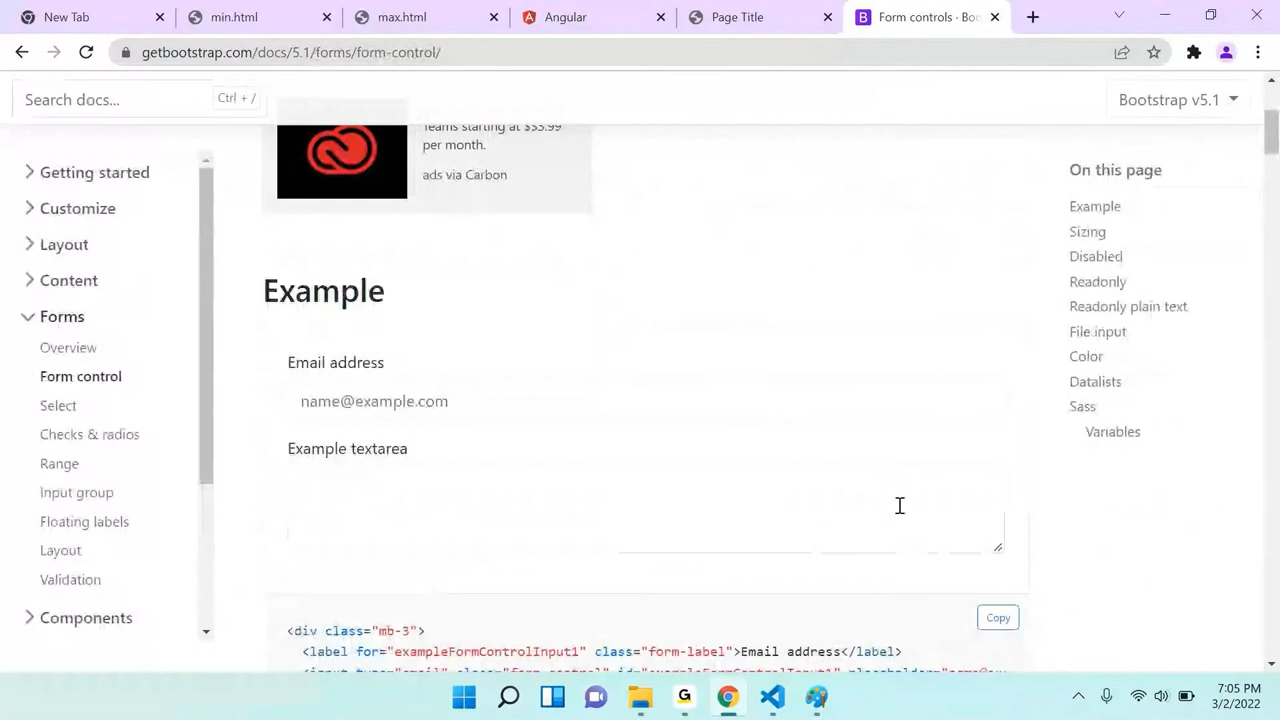 New Tab
min.html
max.html
Angular
Page Title
Form controls · Boo
getbootstrap.com/docs/5.1/forms/form-control/
Search docs...
Ctrl + /
Bootstrap v5.1
Teams starting at $33.99
per month.
ads via Carbon
Getting started
Customize
Layout
Content
Forms
Overview
Form control
Select
Checks & radios
Range
Input group
Floating labels
Layout
Validation
Components
Example
Email address
name@example.com
Example textarea
Copy
<div class="mb-3">
<label for="exampleFormControlInput1" class="form-label">Email address</label>
On this page
Example
Sizing
Disabled
Readonly
Readonly plain text
File input
Color
Datalists
Sass
Variables
G
7:05 PM
3/2/2022